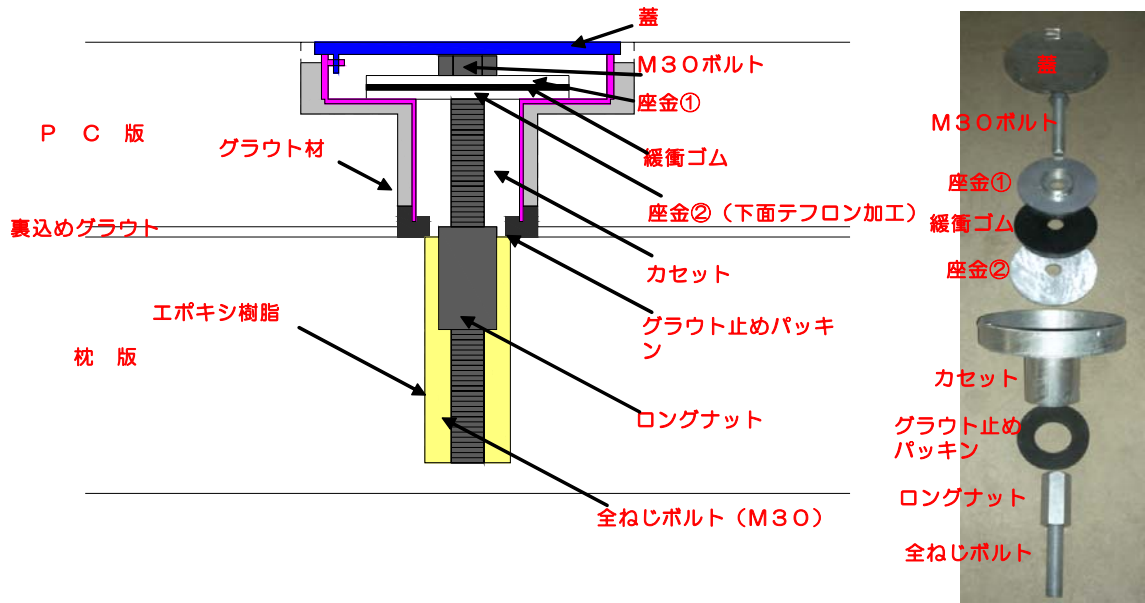 蓋
M30ボルト
座金①
緩衝ゴム
座金②(下面テフロン加工)
カセット
グラウト止めパッキ
ン
ロングナット
全ねじボルト(M30)
PC版
グラウト材
裏込めグラウト
エポキシ樹脂
枕版
蓋
M30ボルト
座金①
緩衝ゴム
座金②
カセット
グラウト止め
パッキン
ロングナット
全ねじボルト